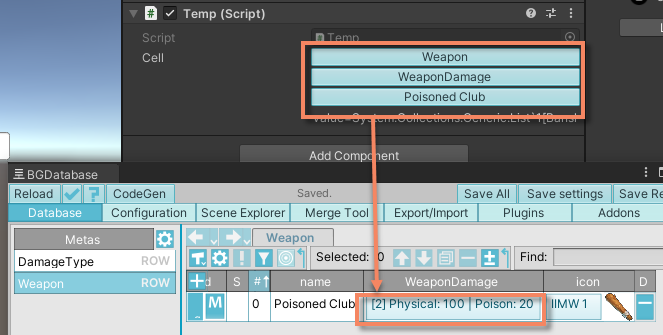 Temp (Script)
Script Temp
Cell Weapon
WeaponDamage
Poisoned Club
value=System.Collections.Generic.List`1[Bansl
Add Component
BGDatabase
Reload CodeGen Saved. Save All Save settings Save Re
Database Configuration Scene Explorer Merge Tool Export/Import Plugins Addons
Metas
DamageType ROW
Weapon ROW
Weapon
Selected: 0 Find:
d S # name WeaponDamage icon D
M 0 Poisoned Club [2] Physical: 100 | Poison: 20 IIMW 1